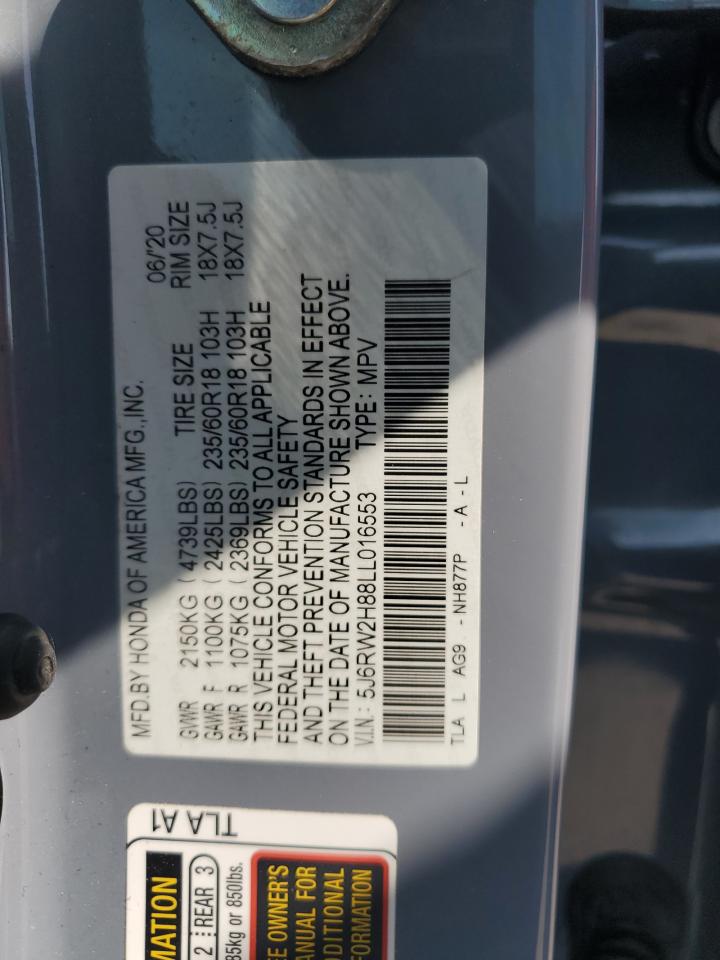 MFD.BY HONDA OF AMERICA MFG.,INC. 06/'20
GVWR 2150KG ( 4739LBS) TIRE SIZE RIM SIZE
GAWR F 1100KG ( 2425LBS) 235/60R18 103H 18X7.5J
GAWR R 1075KG ( 2369LBS) 235/60R18 103H 18X7.5J
THIS VEHICLE CONFORMS TO ALL APPLICABLE
FEDERAL MOTOR VEHICLE SAFETY
AND THEFT PREVENTION STANDARDS IN EFFECT
ON THE DATE OF MANUFACTURE SHOWN ABOVE.
V.I.N.: 5J6RW2H88LL016553 TYPE: MPV
TLA L AG9 - NH877P - A - L
TLA A1
MATION
2 REAR 3
85kg or 850lbs.
EE OWNER'S
ANUAL FOR
DDITIONAL
FORMATION